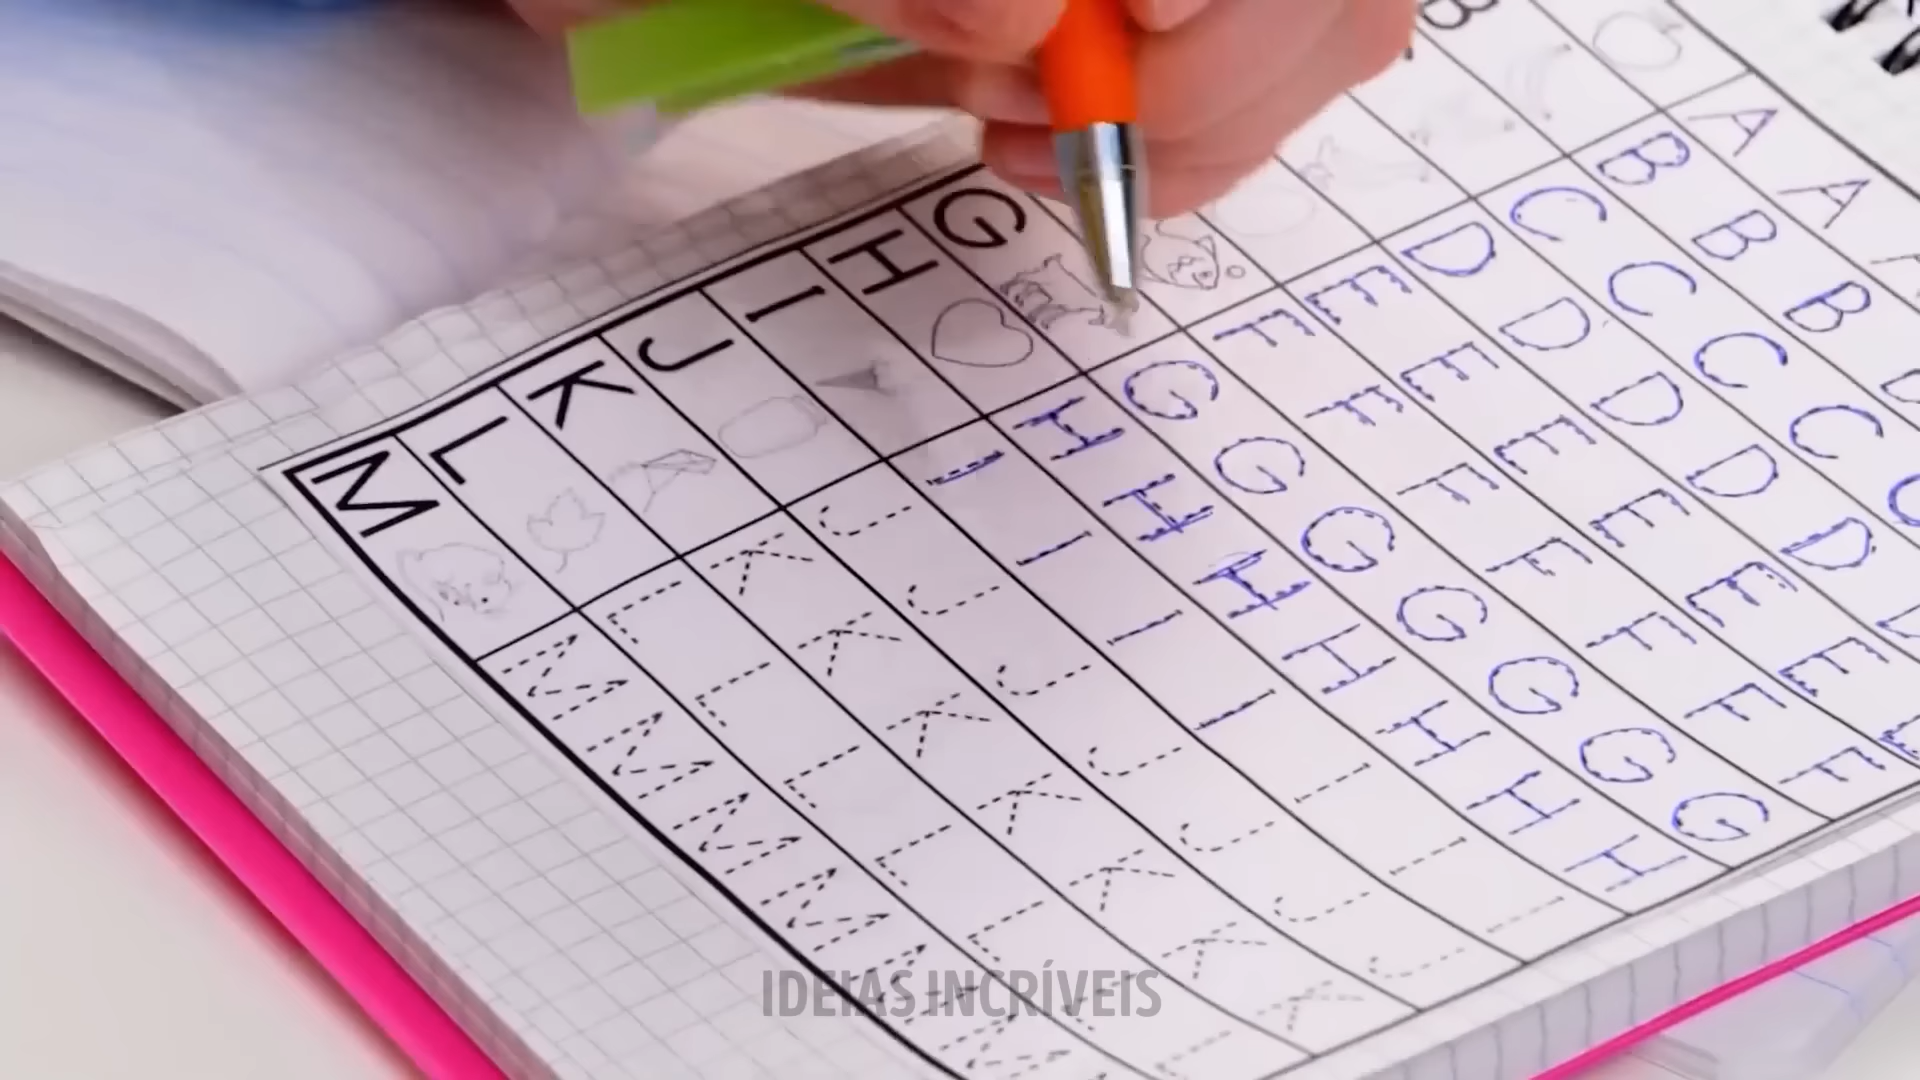 A A
B B B
C C C C
D D D D D
E E E E E E
F F F F F F F
G G G G G G G G
H H H H H H H H
I I I I I I I I
J J J J J J J J
K K K K K K K K
L L L L L
M M M M M M
IDEIAS INCRÍVEIS